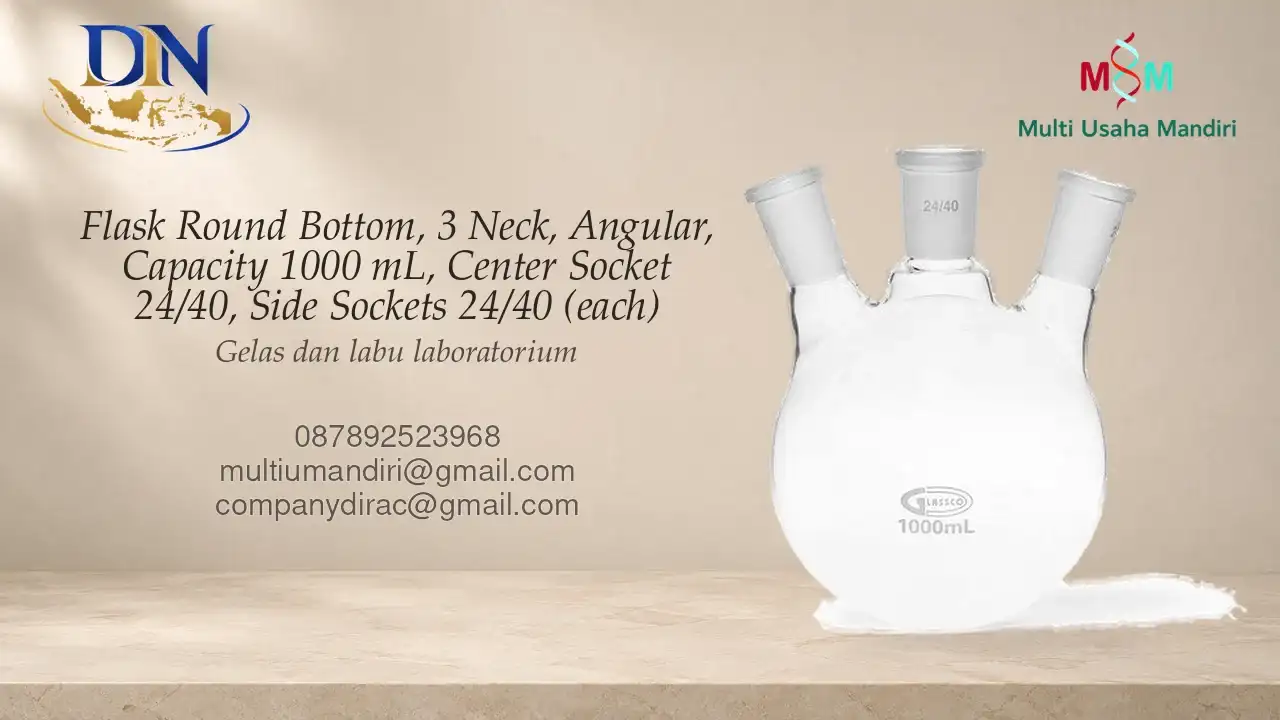 DN
MSM
Multi Usaha Mandiri
Flask Round Bottom, 3 Neck, Angular,
Capacity 1000 mL, Center Socket
24/40, Side Sockets 24/40 (each)
Gelas dan labu laboratorium
087892523968
multiumandiri@gmail.com
companydirac@gmail.com
24/40
GLASSCO
1000mL